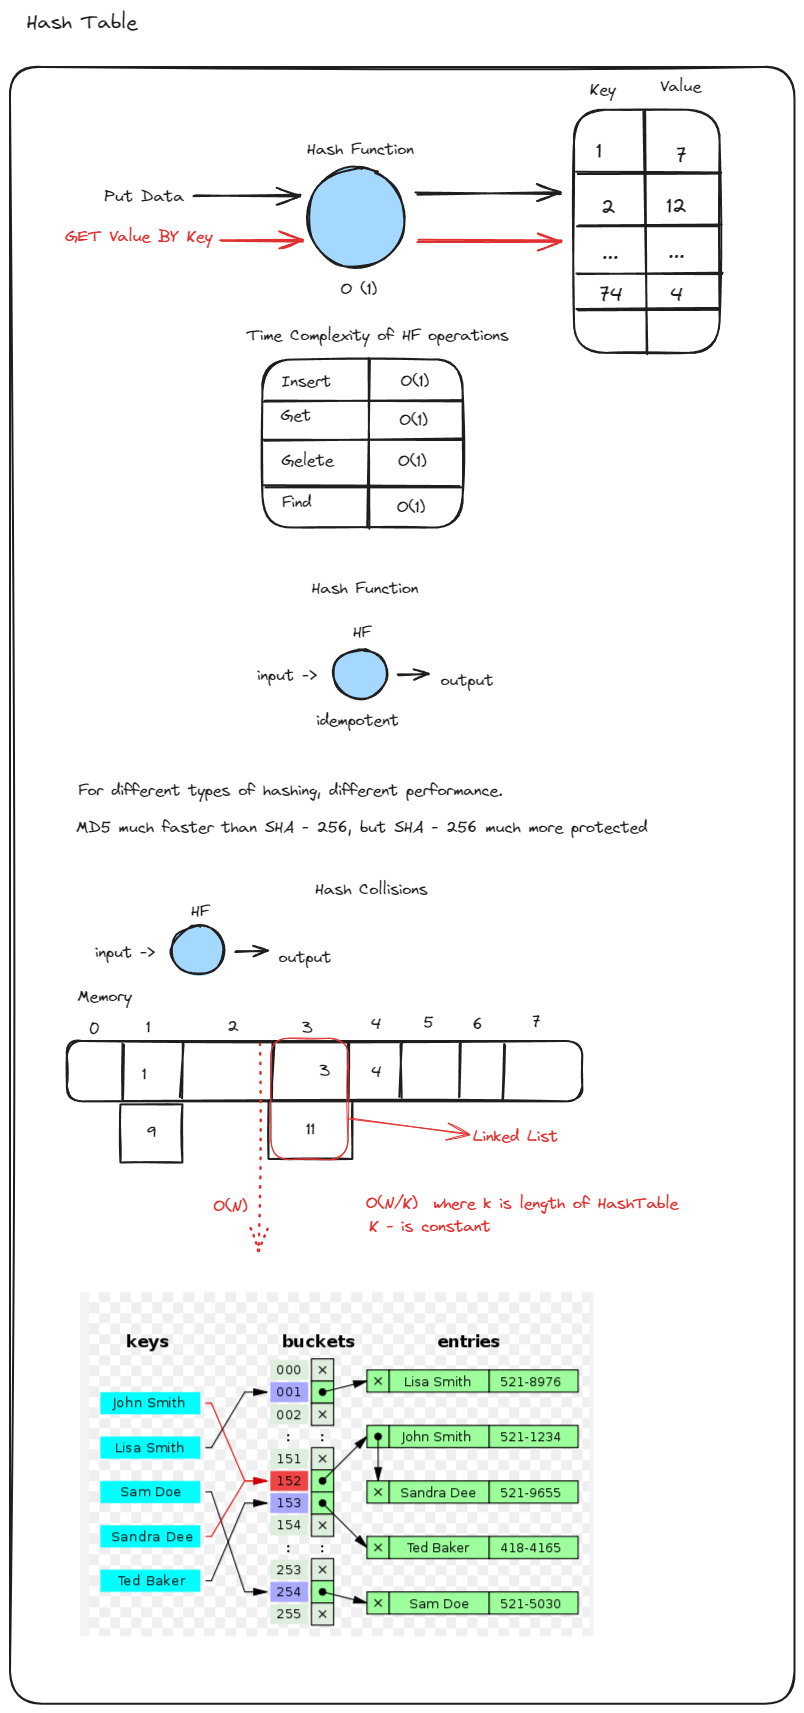 Hash Table
Key Value
Hash Function
1 7
Put Data
2 12
GET Value BY Key
... ...
O (1)
74 4
Time Complexity of HF operations
Insert O(1)
Get O(1)
Gelete O(1)
Find O(1)
Hash Function
HF
input -> output
idempotent
For different types of hashing, different performance.
MD5 much faster than SHA - 256, but SHA - 256 much more protected
Hash Collisions
HF
input -> output
Memory
0 1 2 3 4 5 6 7
1 3 4
9 11
Linked List
O(N)
O(N/K) where k is length of HashTable
K - is constant
keys buckets entries
000 ×
001
002 ×
: :
151 ×
152
153
154 ×
: :
253 ×
254
255 ×
John Smith
Lisa Smith
Sam Doe
Sandra Dee
Ted Baker
× Lisa Smith 521-8976
John Smith 521-1234
× Sandra Dee 521-9655
× Ted Baker 418-4165
× Sam Doe 521-5030